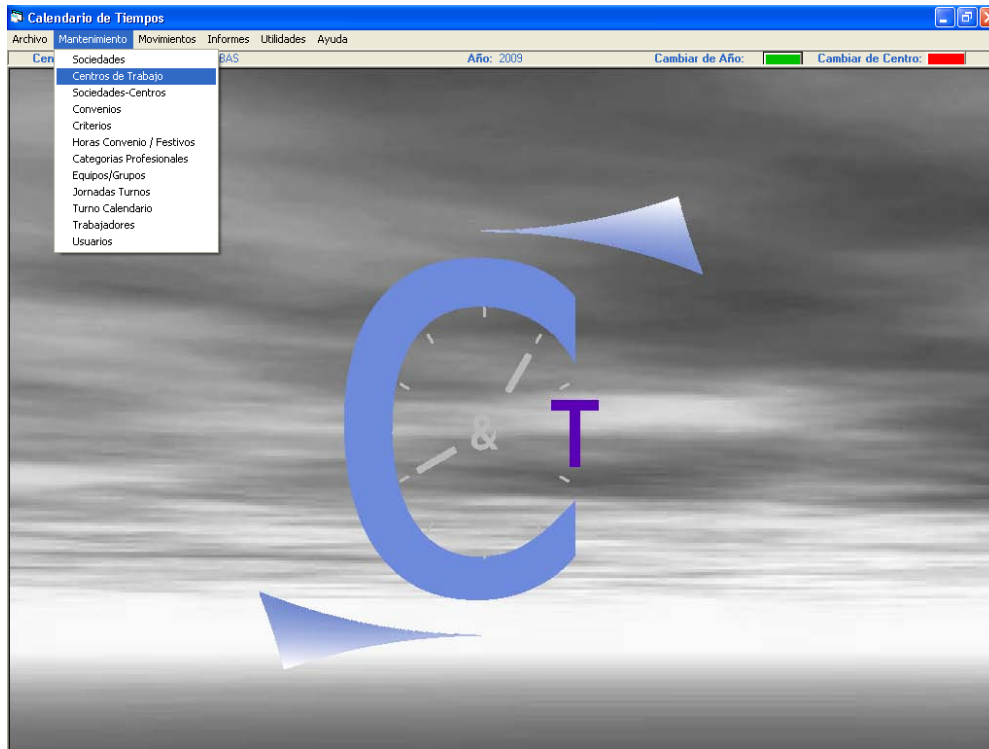 Calendario de Tiempos
Archivo Mantenimiento Movimientos Informes Utilidades Ayuda
Cen BAS Año: 2009 Cambiar de Año: Cambiar de Centro:
Sociedades
Centros de Trabajo
Sociedades-Centros
Convenios
Criterios
Horas Convenio / Festivos
Categorias Profesionales
Equipos/Grupos
Jornadas Turnos
Turno Calendario
Trabajadores
Usuarios
C & T